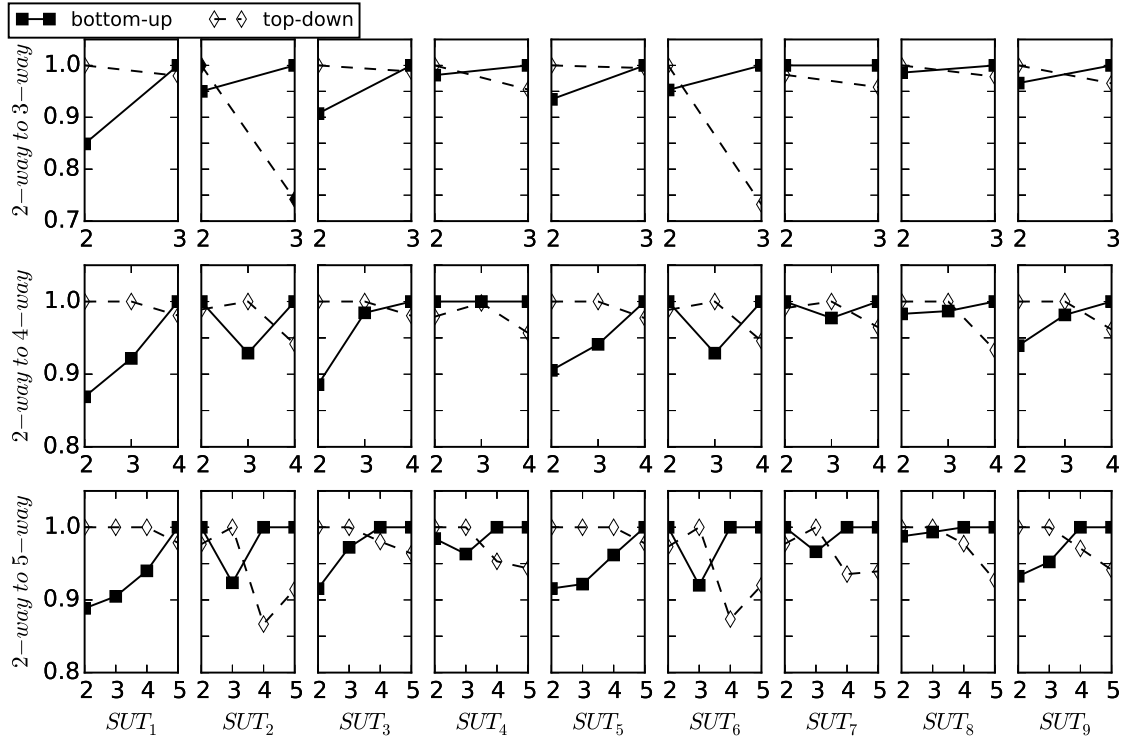 bottom-up top-down
2−way to 3−way
1.0
0.9
0.8
0.7
2 3 2 3 2 3 2 3 2 3 2 3 2 3 2 3 2 3
2−way to 4−way
1.0
0.9
0.8
2 3 4 2 3 4 2 3 4 2 3 4 2 3 4 2 3 4 2 3 4 2 3 4 2 3 4
2−way to 5−way
1.0
0.9
0.8
2 3 4 5 2 3 4 5 2 3 4 5 2 3 4 5 2 3 4 5 2 3 4 5 2 3 4 5 2 3 4 5 2 3 4 5
SUT₁ SUT₂ SUT₃ SUT₄ SUT₅ SUT₆ SUT₇ SUT₈ SUT₉